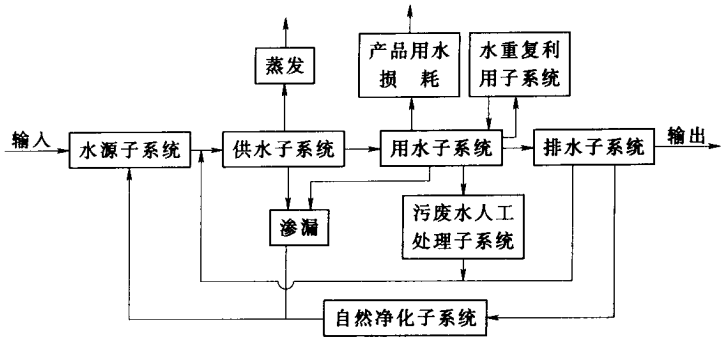 蒸发
产品用水
损 耗
水重复利
用子系统
输入
水源子系统
供水子系统
用水子系统
排水子系统
输出
渗漏
污废水人工
处理子系统
自然净化子系统